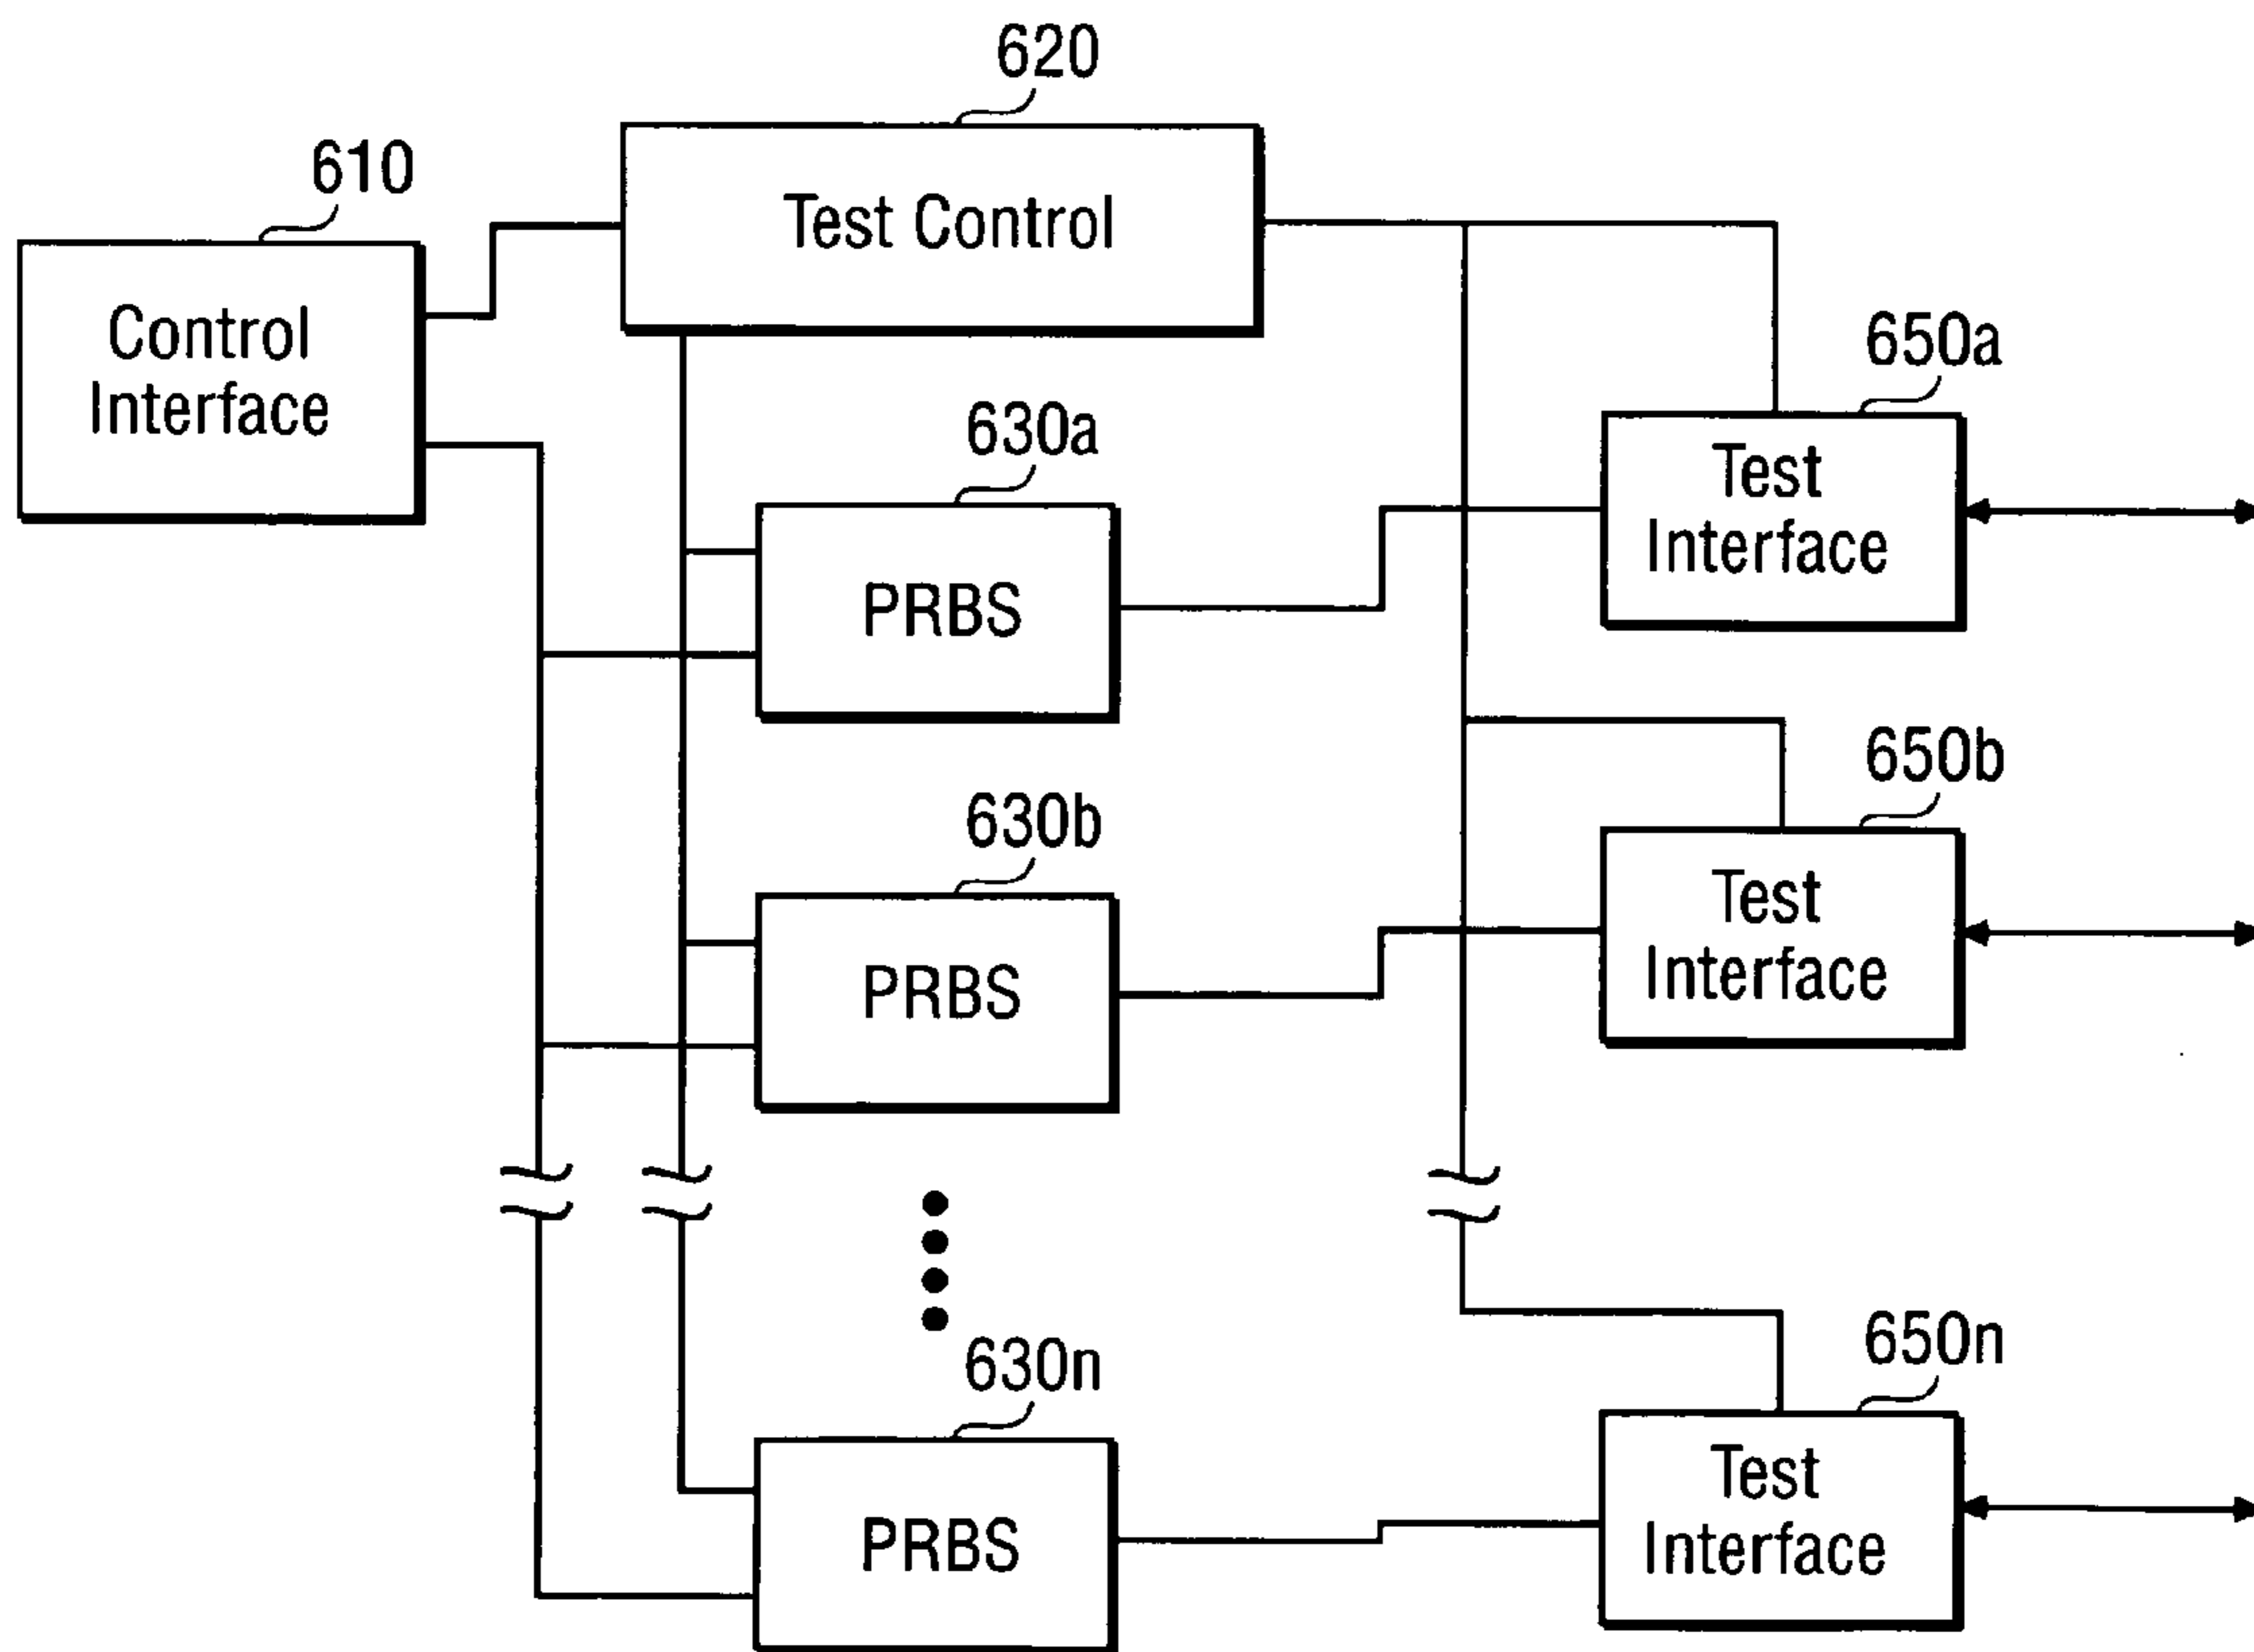 620
610
Test Control
Control
Interface
650a
630a
Test
Interface
PRBS
650b
630b
Test
Interface
PRBS
650n
630n
Test
Interface
PRBS